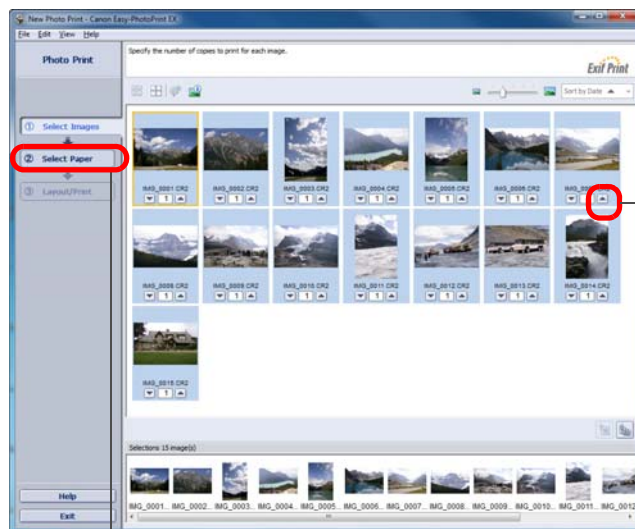 New Photo Print - Canon Easy-PhotoPrint EX
File Edit View Help
Photo Print
Specify the number of copies to print for each image.
Exif Print
Sort by Date
① Select Images
② Select Paper
③ Layout/Print
IMG_0001.CR2 IMG_0002.CR2 IMG_0003.CR2 IMG_0004.CR2 IMG_0005.CR2 IMG_0006.CR2
1 1 1 1 1 1
IMG_0008.CR2 IMG_0009.CR2 IMG_0010.CR2 IMG_0011.CR2 IMG_0012.CR2 IMG_0013.CR2 IMG_0014.CR2
1 1 1 1 1 1 1
IMG_0015.CR2
1
Selections 15 image(s)
IMG_0001... IMG_0002... IMG_0003... IMG_0004... IMG_0005... IMG_0006... IMG_0007... IMG_0008... IMG_0009... IMG_0010... IMG_0011...
Help
Exit